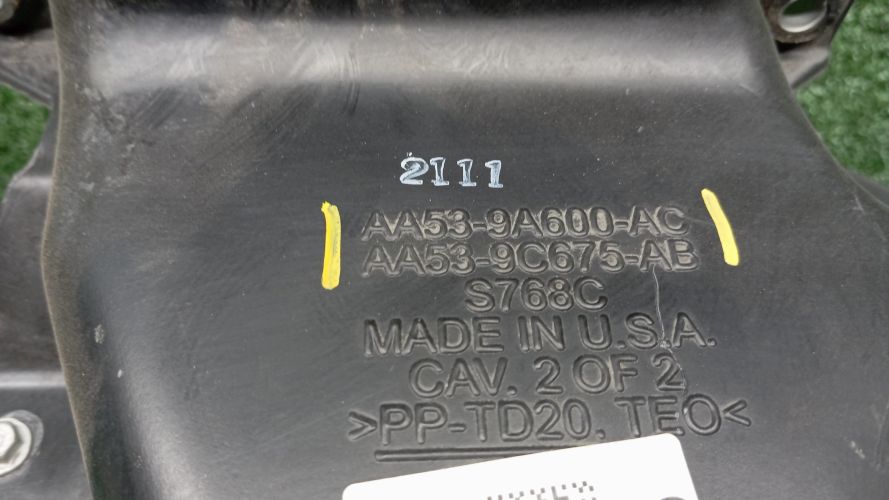 2111
AA53-9A600-AC
AA53-9C675-AB
S768C
MADE IN U.S.A.
CAV. 2 OF 2
>PP-TD20. TEO<